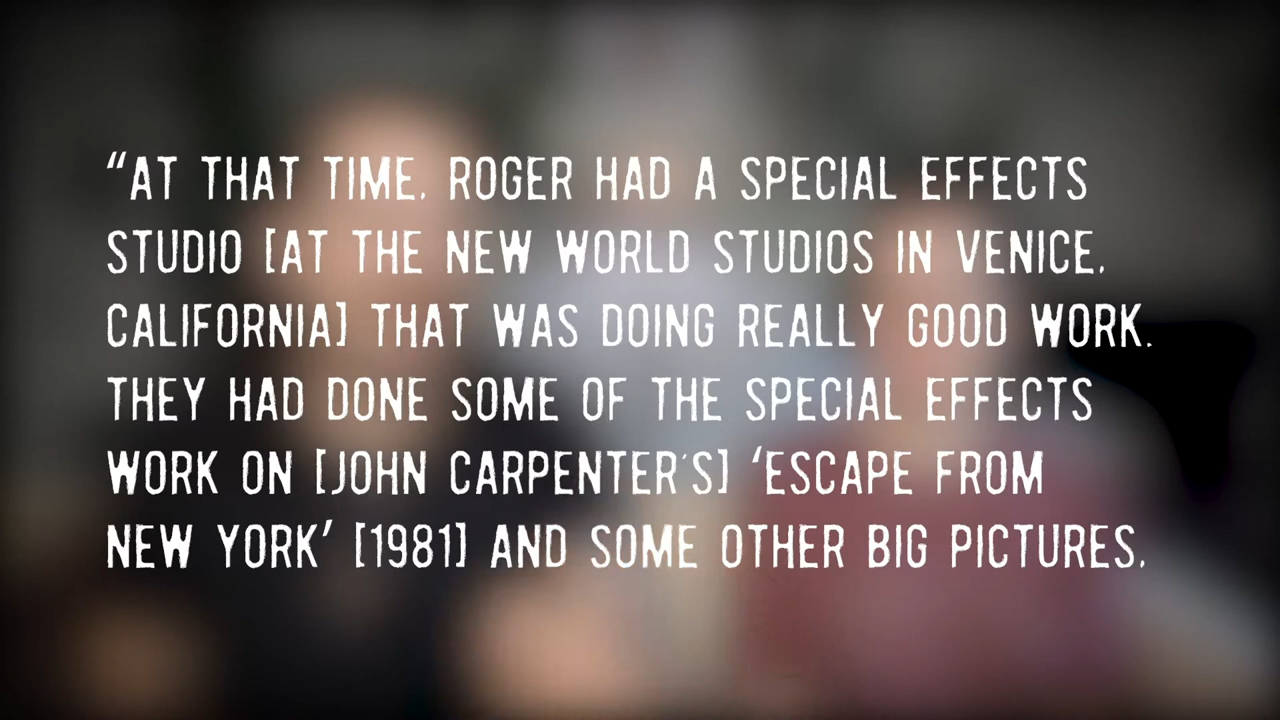 “AT THAT TIME, ROGER HAD A SPECIAL EFFECTS
STUDIO [AT THE NEW WORLD STUDIOS IN VENICE,
CALIFORNIA] THAT WAS DOING REALLY GOOD WORK.
THEY HAD DONE SOME OF THE SPECIAL EFFECTS
WORK ON [JOHN CARPENTER'S] ‘ESCAPE FROM
NEW YORK’ [1981] AND SOME OTHER BIG PICTURES.